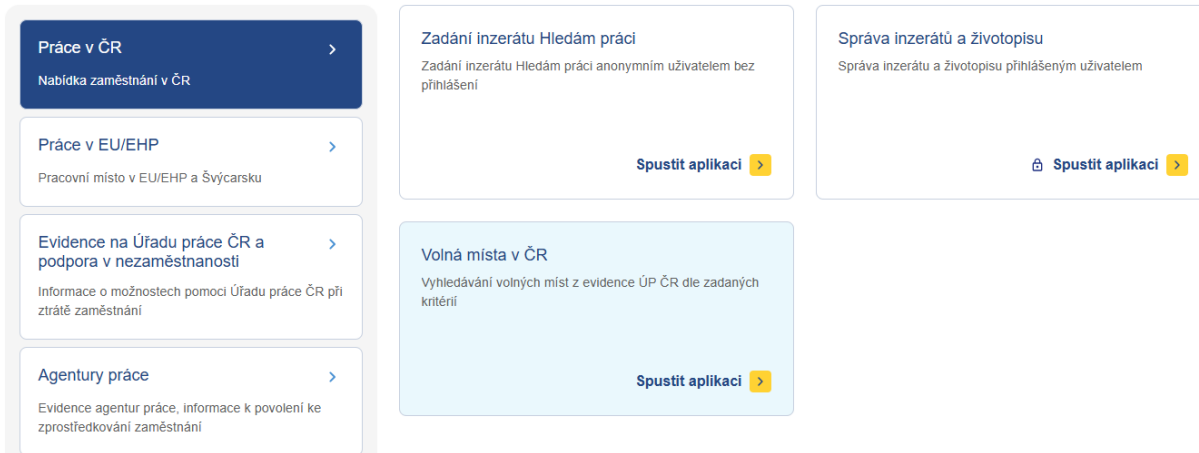 Práce v ČR
Nabídka zaměstnání v ČR
Práce v EU/EHP
Pracovní místo v EU/EHP a Švýcarsku
Evidence na Úřadu práce ČR a
podpora v nezaměstnanosti
Informace o možnostech pomoci Úřadu práce ČR při
ztrátě zaměstnání
Agentury práce
Evidence agentur práce, informace k povolení ke
zprostředkování zaměstnání
Zadání inzerátu Hledám práci
Zadání inzerátu Hledám práci anonymním uživatelem bez
přihlášení
Spustit aplikaci
Správa inzerátů a životopisu
Správa inzerátu a životopisu přihlášeným uživatelem
Spustit aplikaci
Volná místa v ČR
Vyhledávání volných míst z evidence ÚP ČR dle zadaných
kritérií
Spustit aplikaci